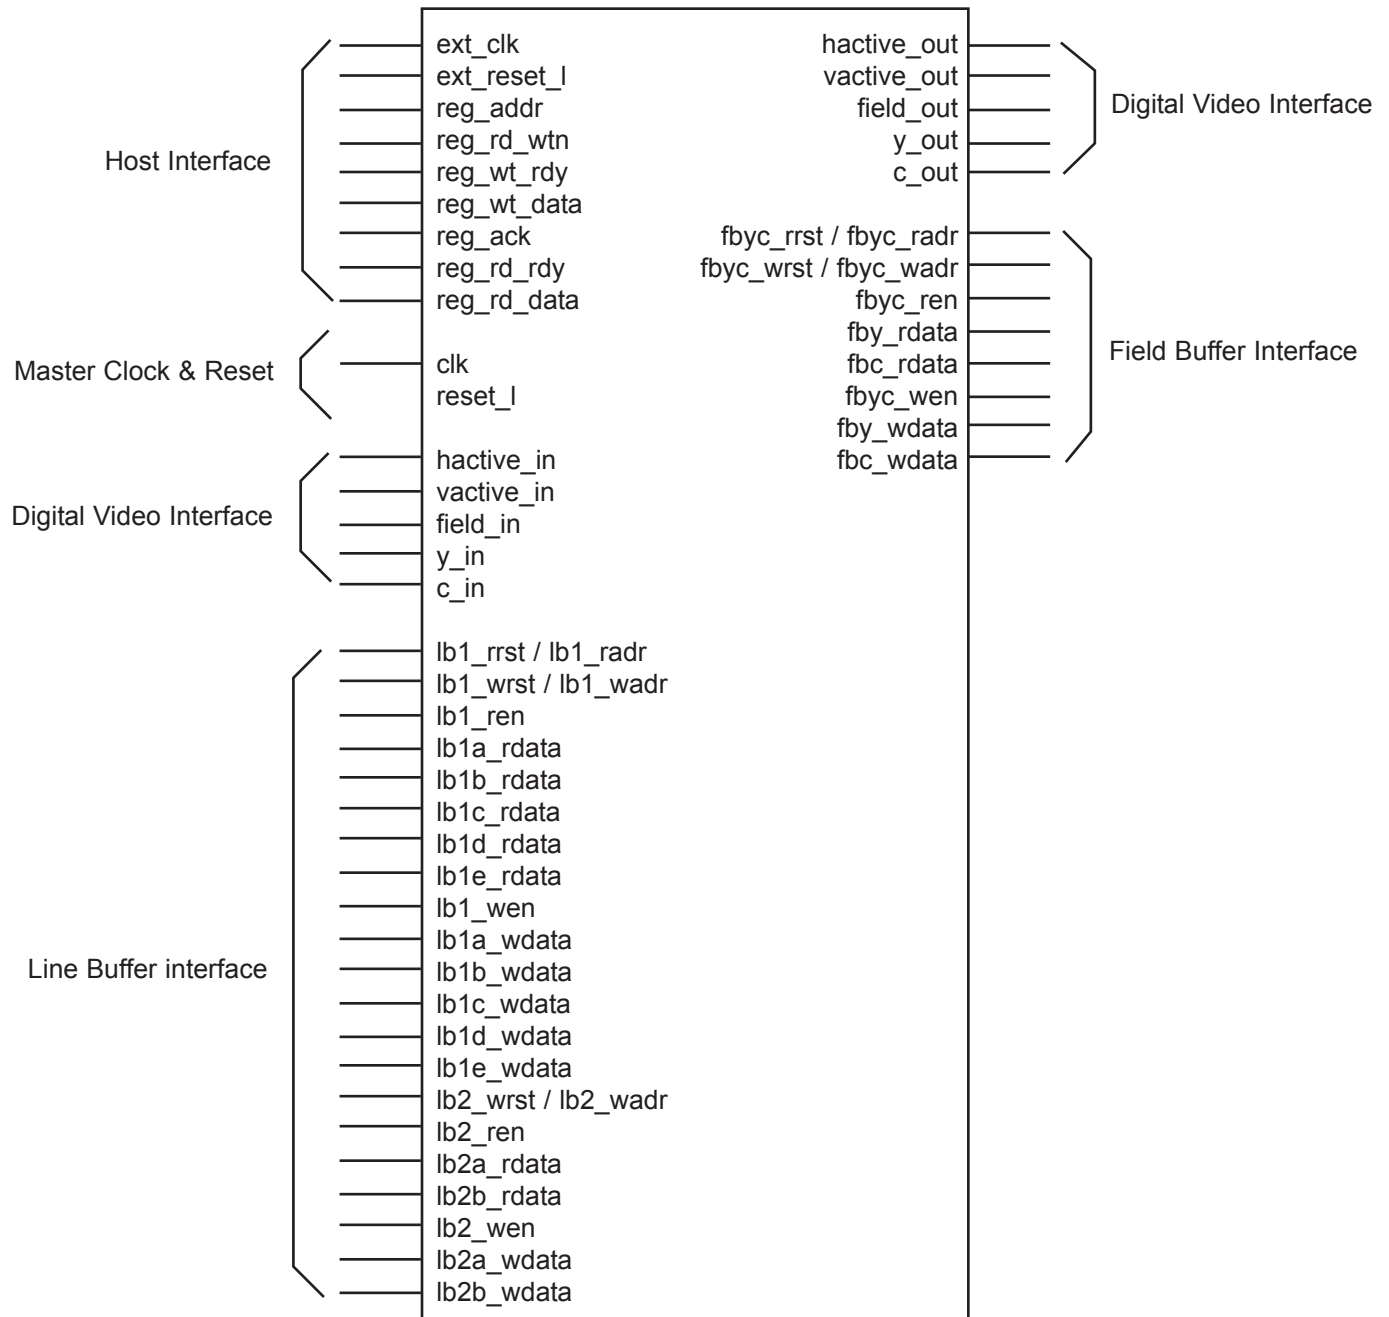 Host Interface
ext_clk
ext_reset_l
reg_addr
reg_rd_wtn
reg_wt_rdy
reg_wt_data
reg_ack
reg_rd_rdy
reg_rd_data
Master Clock & Reset
clk
reset_l
Digital Video Interface
hactive_in
vactive_in
field_in
y_in
c_in
Line Buffer interface
lb1_rrst / lb1_radr
lb1_wrst / lb1_wadr
lb1_ren
lb1a_rdata
lb1b_rdata
lb1c_rdata
lb1d_rdata
lb1e_rdata
lb1_wen
lb1a_wdata
lb1b_wdata
lb1c_wdata
lb1d_wdata
lb1e_wdata
lb2_wrst / lb2_wadr
lb2_ren
lb2a_rdata
lb2b_rdata
lb2_wen
lb2a_wdata
lb2b_wdata
hactive_out
vactive_out
field_out
y_out
c_out
Digital Video Interface
fbyc_rrst / fbyc_radr
fbyc_wrst / fbyc_wadr
fbyc_ren
fby_rdata
fbc_rdata
fbyc_wen
fby_wdata
fbc_wdata
Field Buffer Interface